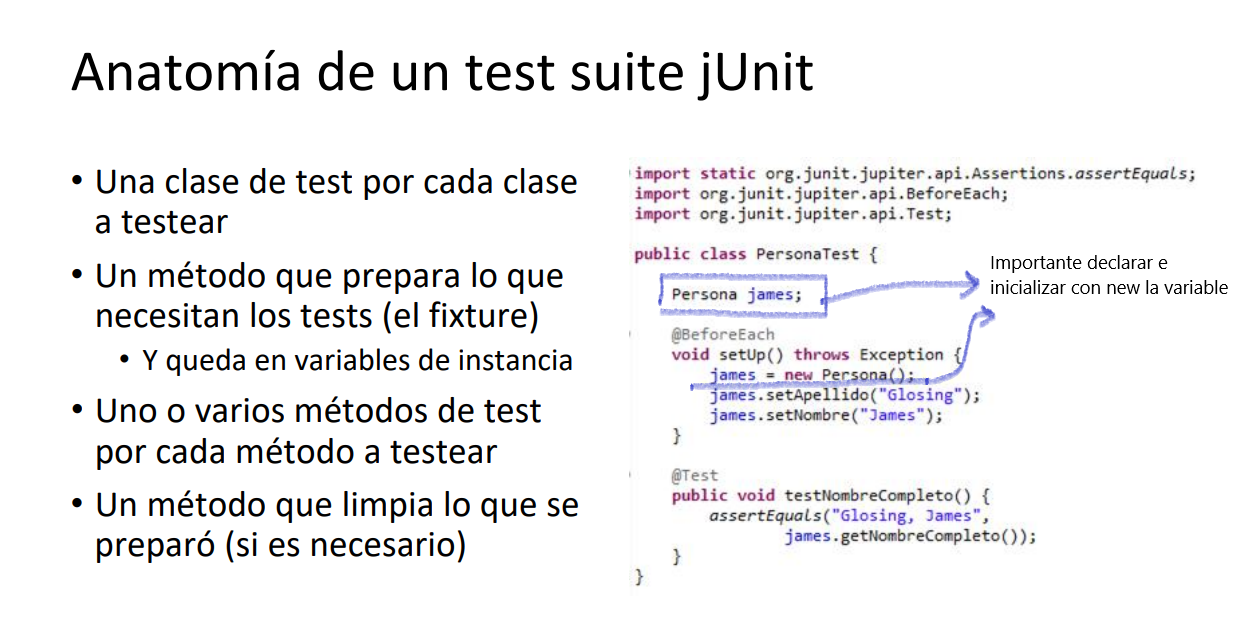 Anatomía de un test suite jUnit
• Una clase de test por cada clase
a testear
• Un método que prepara lo que
necesitan los tests (el fixture)
• Y queda en variables de instancia
• Uno o varios métodos de test
por cada método a testear
• Un método que limpia lo que se
preparó (si es necesario)
import static org.junit.jupiter.api.Assertions.assertEquals;
import org.junit.jupiter.api.BeforeEach;
import org.junit.jupiter.api.Test;
public class PersonaTest {
Persona james;
@BeforeEach
void setUp() throws Exception {
james = new Persona();
james.setApellido("Glosing");
james.setNombre("James");
}
@Test
public void testNombreCompleto() {
assertEquals("Glosing, James",
james.getNombreCompleto());
}
}
Importante declarar e
inicializar con new la variable